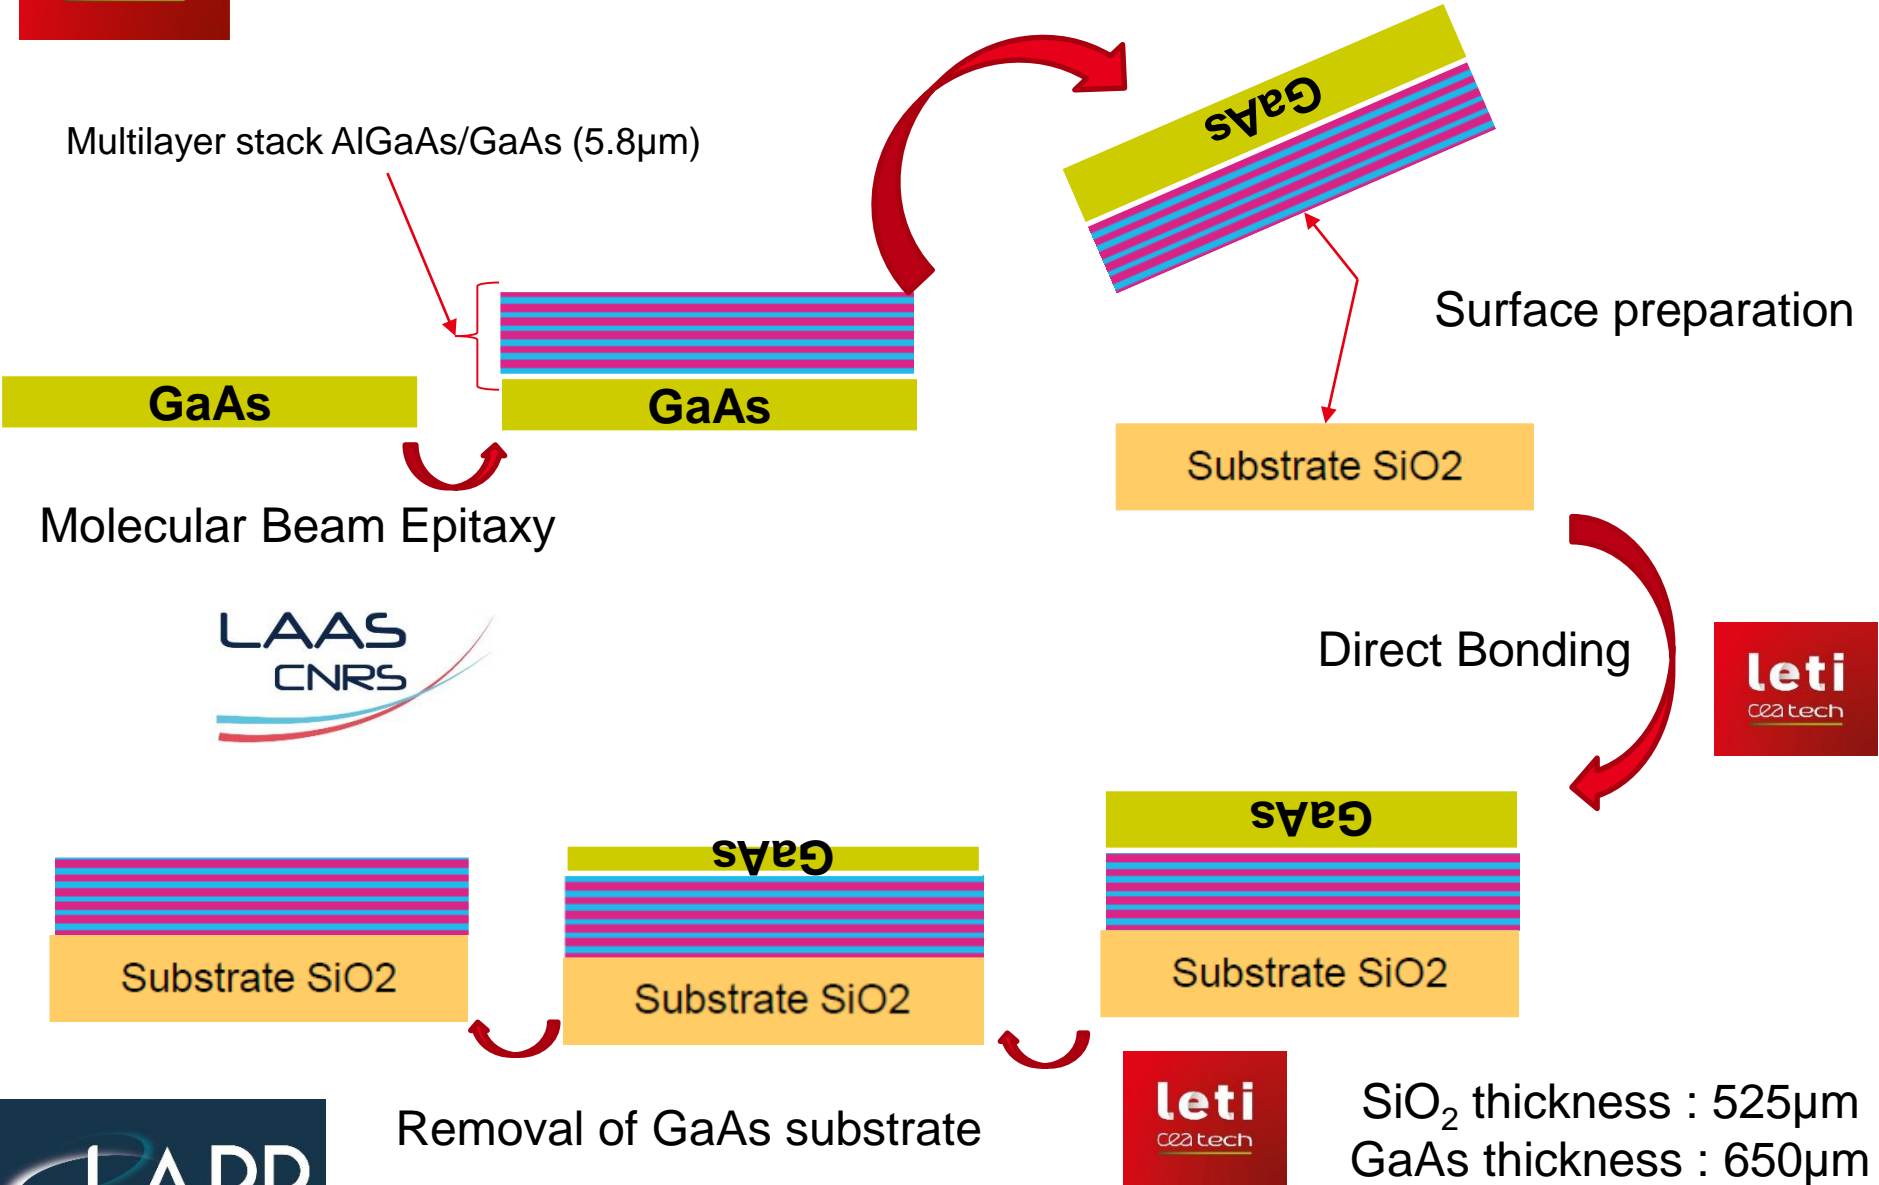 Multilayer stack AlGaAs/GaAs (5.8µm)
GaAs
Surface preparation
GaAs
GaAs
Substrate SiO2
Molecular Beam Epitaxy
LAAS
CNRS
Direct Bonding
leti
cea tech
GaAs
GaAs
Substrate SiO2
Substrate SiO2
Substrate SiO2
Removal of GaAs substrate
leti
cea tech
SiO₂ thickness : 525µm
GaAs thickness : 650µm
LAPP